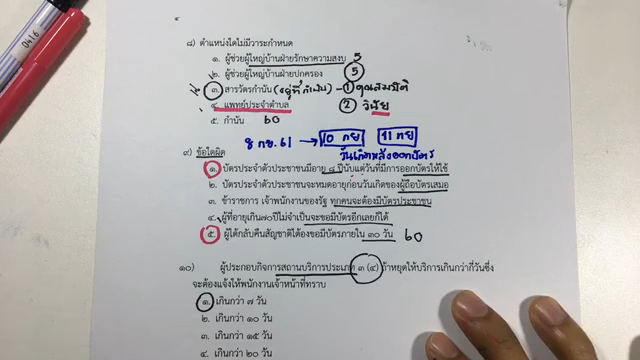 ๔
๘) ตำแหน่งใดไม่มีวาระกำหนด
๑. ผู้ช่วยผู้ใหญ่บ้านฝ่ายรักษาความสงบ 5
๒. ผู้ช่วยผู้ใหญ่บ้านฝ่ายปกครอง 5
๓. สารวัตรกำนัน (อยู่ที่กำนัน) - ① คุณสมบัติ
๔. แพทย์ประจำตำบล ② วินัย
๕. กำนัน 60
8 กย. 61 → 10 กย 11 กย
วันเกิดหลังออกบัตร
๙) ข้อใดผิด
๑. บัตรประจำตัวประชาชนมีอายุ ๘ ปีนับแต่วันที่มีการออกบัตรให้ใช้
๒. บัตรประจำตัวประชาชนจะหมดอายุก่อนวันเกิดของผู้ถือบัตรเสมอ
๓. ข้าราชการ เจ้าพนักงานของรัฐ ทุกคนจะต้องมีบัตรประชาชน
๔. ผู้ที่อายุเกิน๗๐ปีไม่จำเป็นจะขอมีบัตรอีกเลยก็ได้
๕. ผู้ได้กลับคืนสัญชาติได้ต้องขอมีบัตรภายใน ๓๐ วัน 60
๑๐) ผู้ประกอบกิจการสถานบริการประเภท ๓ (๔) ถ้าหยุดให้บริการเกินกว่ากี่วันซึ่ง
จะต้องแจ้งให้พนักงานเจ้าหน้าที่ทราบ
๑. เกินกว่า ๗ วัน
๒. เกินกว่า ๑๐ วัน
๓. เกินกว่า ๑๕ วัน
๔. เกินกว่า ๒๐ วัน